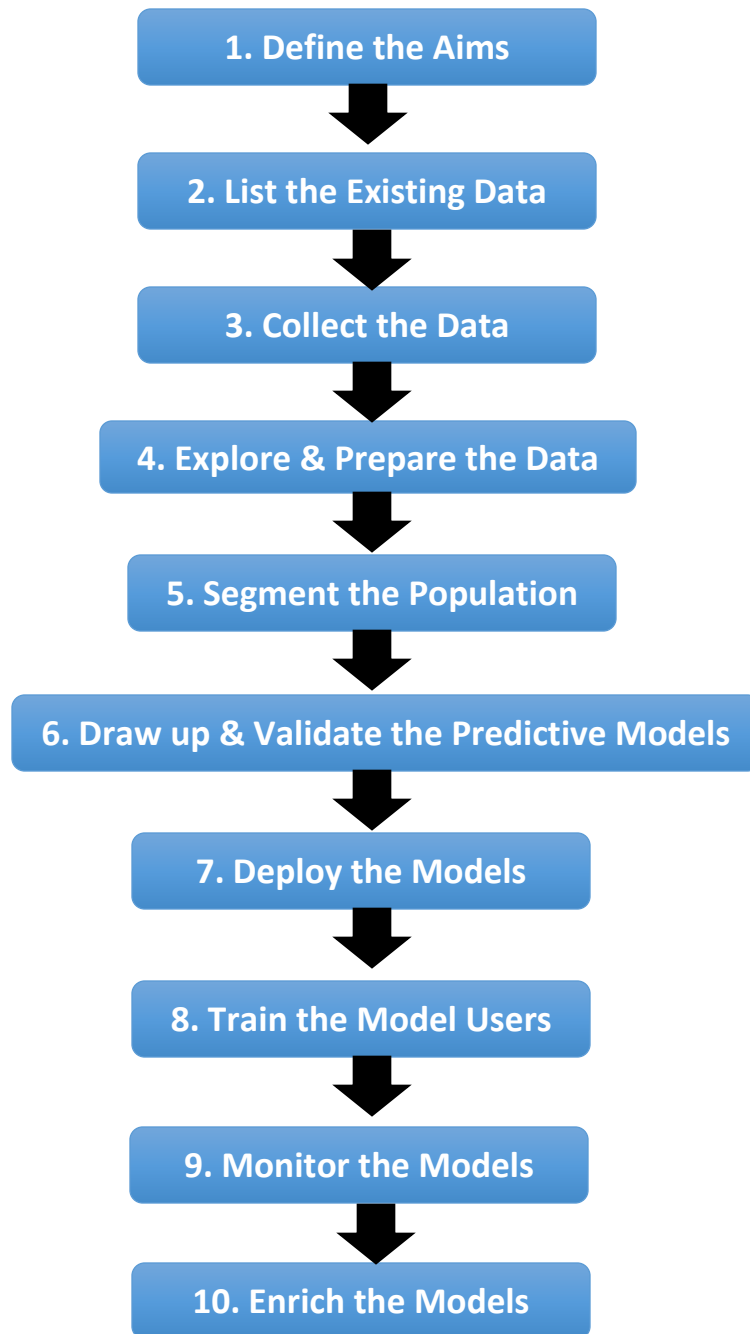 1. Define the Aims
2. List the Existing Data
3. Collect the Data
4. Explore & Prepare the Data
5. Segment the Population
6. Draw up & Validate the Predictive Models
7. Deploy the Models
8. Train the Model Users
9. Monitor the Models
10. Enrich the Models